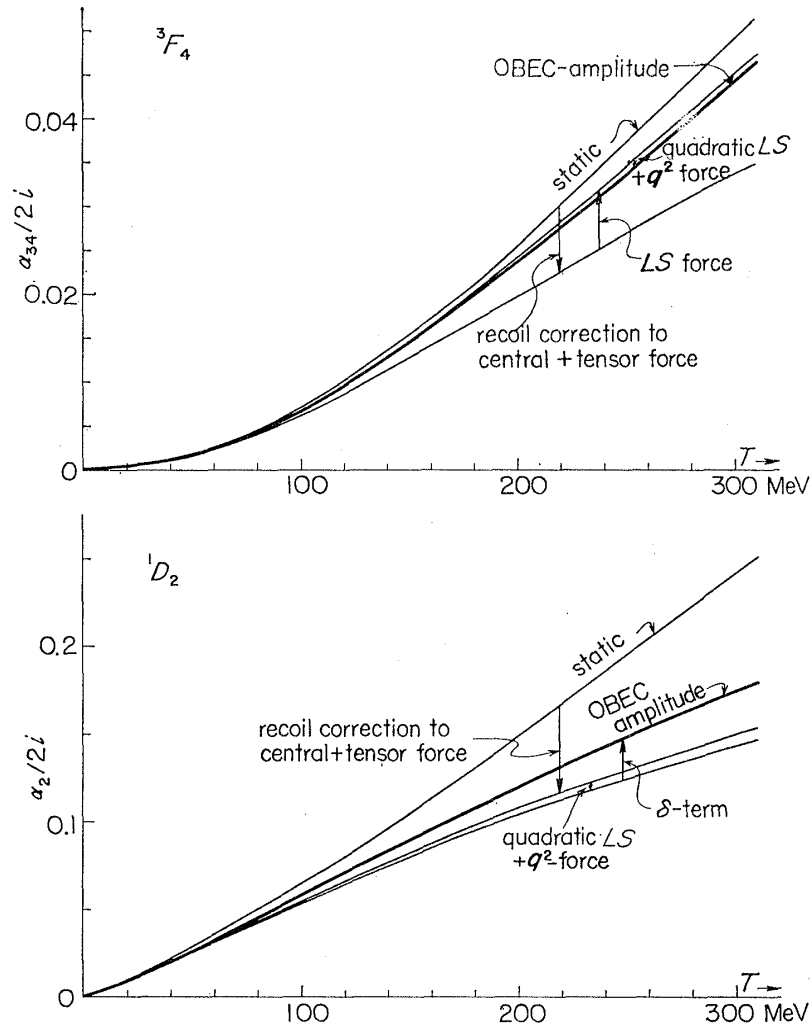 ³F₄
OBEC-amplitude
0.04
static
quadratic LS
+q² force
α₃₄/2i
LS force
0.02
recoil correction to
central + tensor force
T→
0
100
200
300 MeV
¹D₂
0.2
static
OBEC
amplitude
recoil correction to
central+tensor force
α₂/2i
δ-term
0.1
quadratic LS
+q²-force
T→
0
100
200
300 MeV